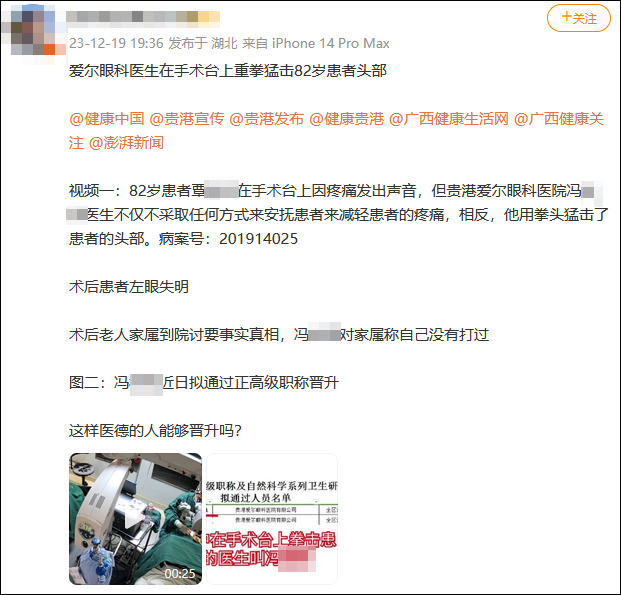 +关注
23-12-19 19:36 发布于 湖北 来自 iPhone 14 Pro Max
爱尔眼科医生在手术台上重拳猛击82岁患者头部
@健康中国 @贵港宣传 @贵港发布 @健康贵港 @广西健康生活网 @广西健康关
注 @澎湃新闻
视频一：82岁患者覃 在手术台上因疼痛发出声音，但贵港爱尔眼科医院冯
医生不仅不采取任何方式来安抚患者来减轻患者的疼痛，相反，他用拳头猛击了
患者的头部。病案号：201914025
术后患者左眼失明
术后老人家属到院讨要事实真相，冯 对家属称自己没有打过
图二：冯 近日拟通过正高级职称晋升
这样医德的人能够晋升吗？
00:25
级职称及自然科学系列卫生研
拟通过人员名单
贵港爱尔眼科医院有限公司 全区
贵港爱尔眼科医院有限公司 全区
在手术台上拳击患
的医生叫冯